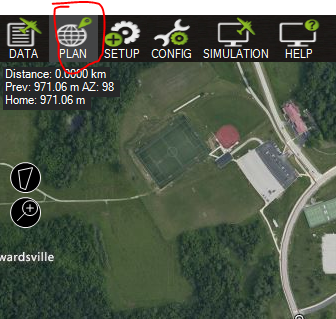 DATA PLAN SETUP CONFIG SIMULATION HELP
Distance: 0.0000 km
Prev: 971.06 m AZ: 98
Home: 971.06 m
wardsville